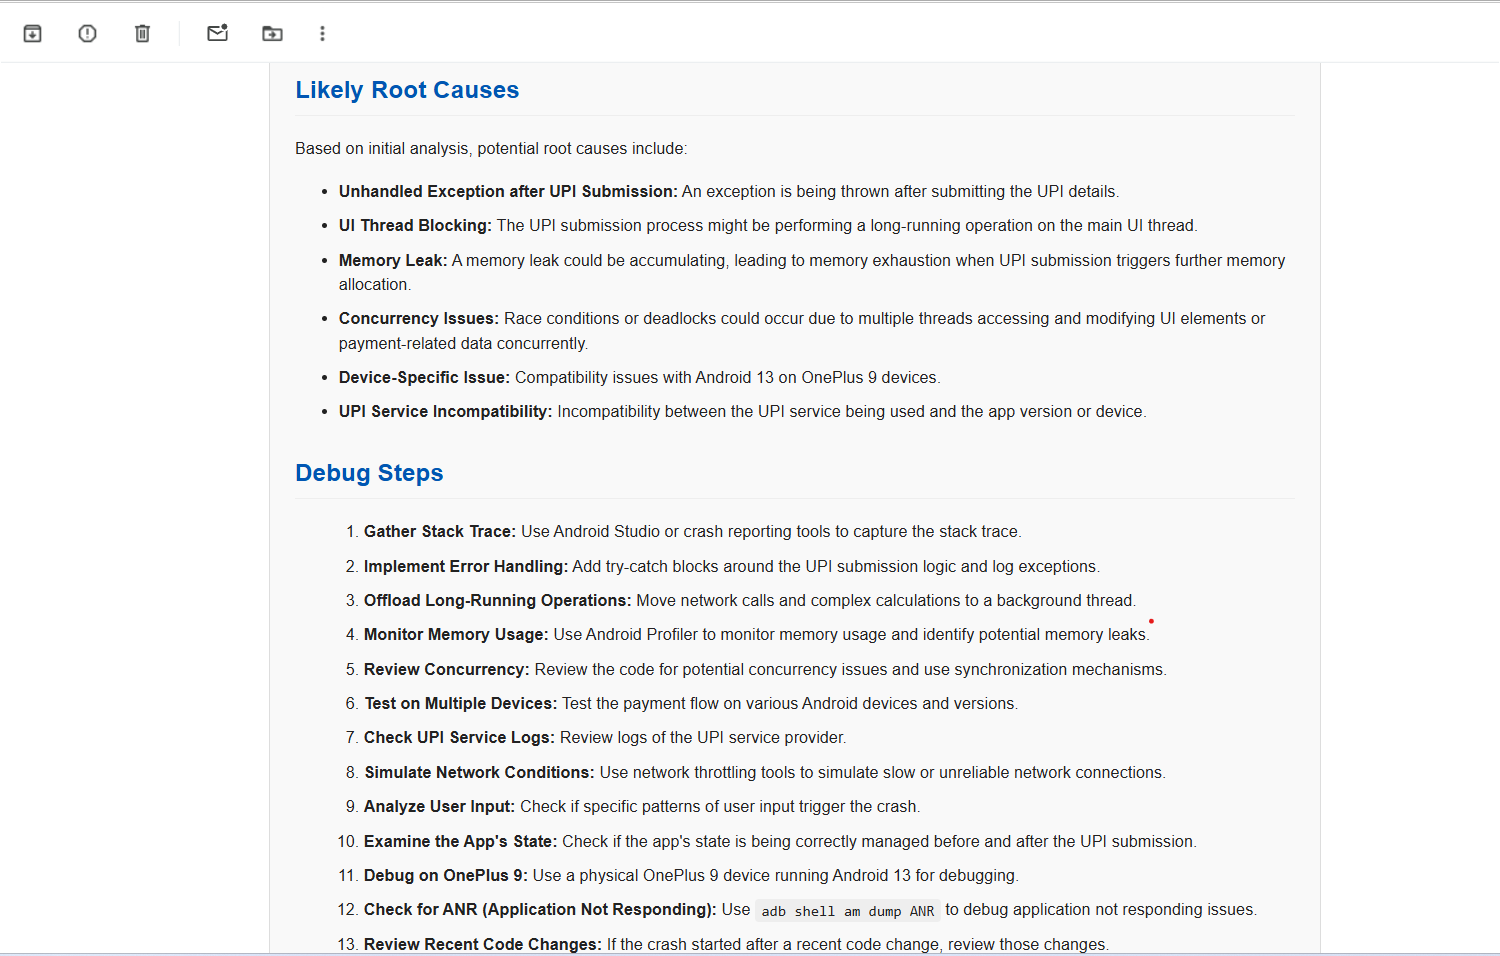 Likely Root Causes
Based on initial analysis, potential root causes include:
• Unhandled Exception after UPI Submission: An exception is being thrown after submitting the UPI details.
• UI Thread Blocking: The UPI submission process might be performing a long-running operation on the main UI thread.
• Memory Leak: A memory leak could be accumulating, leading to memory exhaustion when UPI submission triggers further memory
allocation.
• Concurrency Issues: Race conditions or deadlocks could occur due to multiple threads accessing and modifying UI elements or
payment-related data concurrently.
• Device-Specific Issue: Compatibility issues with Android 13 on OnePlus 9 devices.
• UPI Service Incompatibility: Incompatibility between the UPI service being used and the app version or device.
Debug Steps
1. Gather Stack Trace: Use Android Studio or crash reporting tools to capture the stack trace.
2. Implement Error Handling: Add try-catch blocks around the UPI submission logic and log exceptions.
3. Offload Long-Running Operations: Move network calls and complex calculations to a background thread.
4. Monitor Memory Usage: Use Android Profiler to monitor memory usage and identify potential memory leaks.
5. Review Concurrency: Review the code for potential concurrency issues and use synchronization mechanisms.
6. Test on Multiple Devices: Test the payment flow on various Android devices and versions.
7. Check UPI Service Logs: Review logs of the UPI service provider.
8. Simulate Network Conditions: Use network throttling tools to simulate slow or unreliable network connections.
9. Analyze User Input: Check if specific patterns of user input trigger the crash.
10. Examine the App's State: Check if the app's state is being correctly managed before and after the UPI submission.
11. Debug on OnePlus 9: Use a physical OnePlus 9 device running Android 13 for debugging.
12. Check for ANR (Application Not Responding): Use adb shell am dump ANR to debug application not responding issues.
13. Review Recent Code Changes: If the crash started after a recent code change, review those changes.